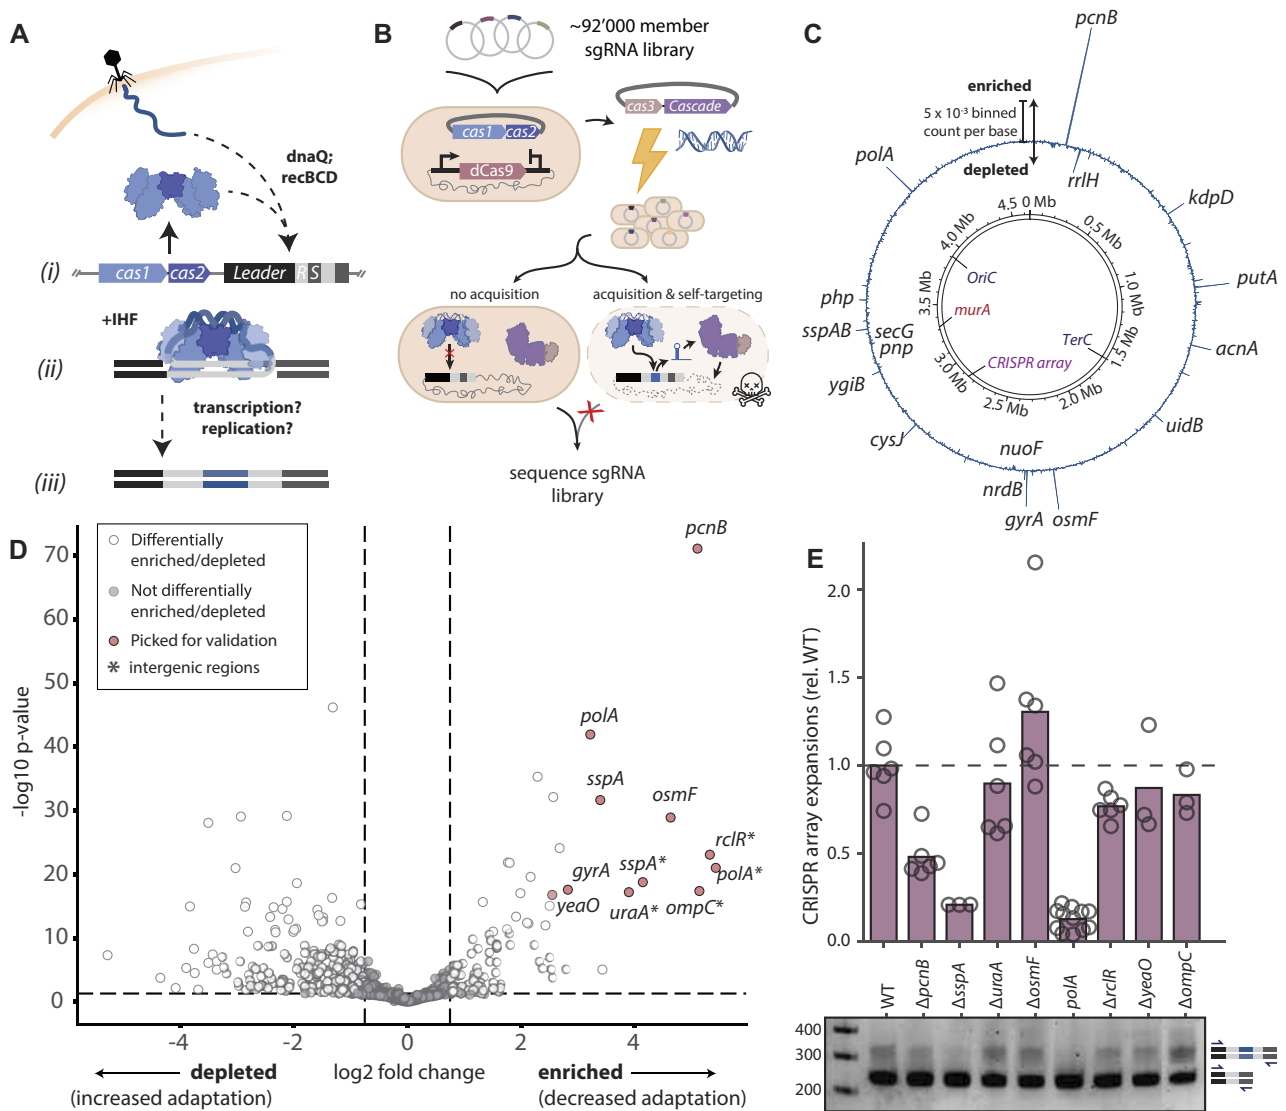 A
dnaQ;
recBCD
(i)
cas1
cas2
Leader
R
S
+IHF
(ii)
transcription?
replication?
(iii)
B
~92'000 member
sgRNA library
cas1
cas2
dCas9
cas3
Cascade
no acquisition
acquisition & self-targeting
sequence sgRNA
library
C
pcnB
enriched
5 x 10⁻³ binned
count per base
depleted
polA
rrlH
kdpD
putA
acnA
uidB
osmF
gyrA
nrdB
nuoF
cysJ
ygiB
sspAB
php
secG
pnp
4.5
0 Mb
0.5 Mb
1.0 Mb
1.5 Mb
2.0 Mb
2.5 Mb
3.0 Mb
3.5 Mb
4.0 Mb
OriC
murA
TerC
CRISPR array
D
Differentially
enriched/depleted
Not differentially
enriched/depleted
Picked for validation
* intergenic regions
-log10 p-value
70
60
50
40
30
20
10
0
pcnB
polA
sspA
osmF
rclR*
polA*
sspA*
gyrA
yeaO
uraA*
ompC*
-4
-2
0
2
4
depleted
log2 fold change
enriched
(increased adaptation)
(decreased adaptation)
E
CRISPR array expansions (rel. WT)
2.0
1.5
1.0
0.5
0.0
WT
ΔpcnB
ΔsspA
ΔuraA
ΔosmF
polA
ΔrclR
ΔyeaO
ΔompC
400
300
200